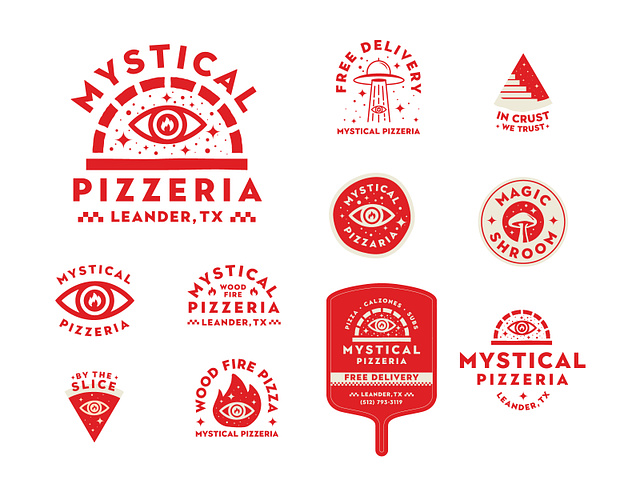 MYSTICAL
PIZZERIA
LEANDER, TX
FREE DELIVERY
MYSTICAL PIZZERIA
IN CRUST
WE TRUST
MYSTICAL
PIZZARIA
MAGIC
SHROOM
MYSTICAL
PIZZERIA
MYSTICAL
WOOD
FIRE
PIZZERIA
LEANDER, TX
PIZZA · CALZONES · SUBS
MYSTICAL
PIZZERIA
FREE DELIVERY
LEANDER, TX
(512) 793-3119
MYSTICAL
PIZZERIA
LEANDER, TX
· BY THE ·
SLICE
WOOD FIRE PIZZA
MYSTICAL PIZZERIA